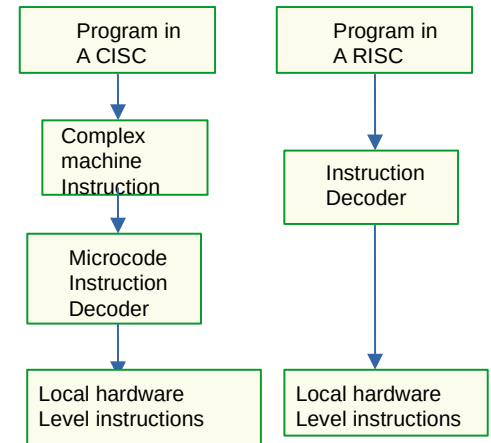 Program in
A CISC
Complex
machine
Instruction
Microcode
Instruction
Decoder
Local hardware
Level instructions
Program in
A RISC
Instruction
Decoder
Local hardware
Level instructions